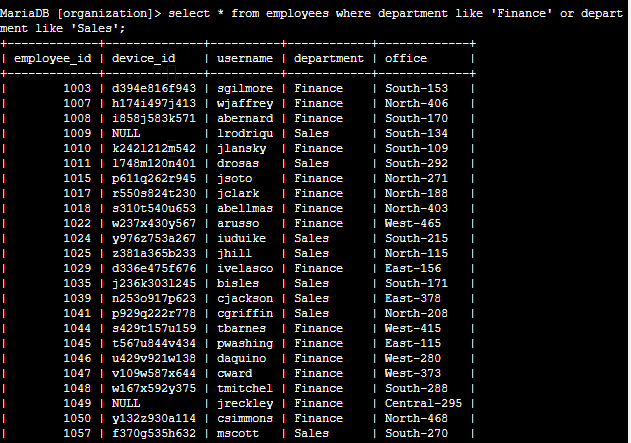 MariaDB [organization]> select * from employees where department like 'Finance' or depart
ment like 'Sales';
+-------------+--------------+----------+------------+-------------+
| employee_id | device_id    | username | department | office      |
+-------------+--------------+----------+------------+-------------+
|        1003 | d394e816f943 | sgilmore | Finance    | South-153   |
|        1007 | h174i497j413 | wjaffrey | Finance    | North-406   |
|        1008 | i858j583k571 | abernard | Finance    | South-170   |
|        1009 | NULL         | lrodriqu | Sales      | South-134   |
|        1010 | k242l212m542 | jlansky  | Finance    | South-109   |
|        1011 | l748m120n401 | drosas   | Sales      | South-292   |
|        1015 | p611q262r945 | jsoto    | Finance    | North-271   |
|        1017 | r550s824t230 | jclark   | Finance    | North-188   |
|        1018 | s310t540u653 | abellmas | Finance    | North-403   |
|        1022 | w237x430y567 | arusso   | Finance    | West-465    |
|        1024 | y976z753a267 | iuduike  | Sales      | South-215   |
|        1025 | z381a365b233 | jhill    | Sales      | North-115   |
|        1029 | d336e475f676 | ivelasco | Finance    | East-156    |
|        1035 | j236k303l245 | bisles   | Sales      | South-171   |
|        1039 | n253o917p623 | cjackson | Sales      | East-378    |
|        1041 | p929q222r778 | cgriffin | Sales      | North-208   |
|        1044 | s429t157u159 | tbarnes  | Finance    | West-415    |
|        1045 | t567u844v434 | pwashing | Finance    | East-115    |
|        1046 | u429v921w138 | daquino  | Finance    | West-280    |
|        1047 | v109w587x644 | cward    | Finance    | West-373    |
|        1048 | w167x592y375 | tmitchel | Finance    | South-288   |
|        1049 | NULL         | jreckley | Finance    | Central-295 |
|        1050 | y132z930a114 | csimmons | Finance    | North-468   |
|        1057 | f370g535h632 | mscott   | Sales      | South-270   |